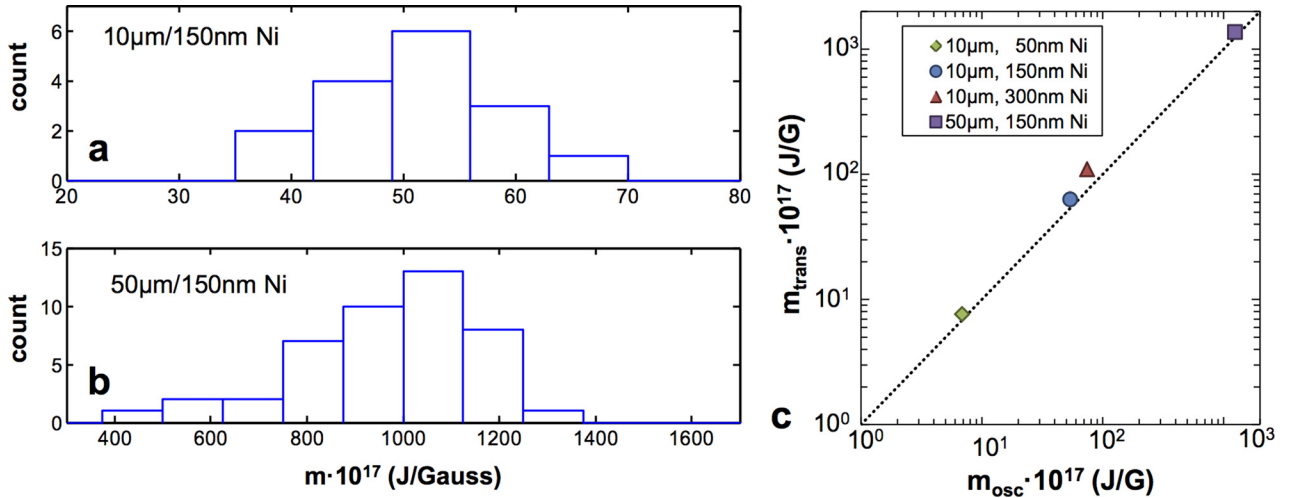 10µm/150nm Ni
count
6
4
2
0
a
20 30 40 50 60 70 80
50µm/150nm Ni
count
15
10
5
0
b
400 600 800 1000 1200 1400 1600
m·10¹⁷ (J/Gauss)
10µm, 50nm Ni
10µm, 150nm Ni
10µm, 300nm Ni
50µm, 150nm Ni
m_trans·10¹⁷ (J/G)
10³
10²
10¹
10⁰
c
10⁰ 10¹ 10² 10³
m_osc·10¹⁷ (J/G)